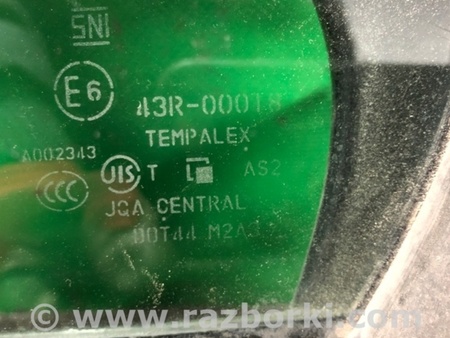 SNI
E6 43R-00018
TEMPALEX
A002343
JIS T AS2
CCC
JQA CENTRAL
DOT44 M2A
www.razborki.com